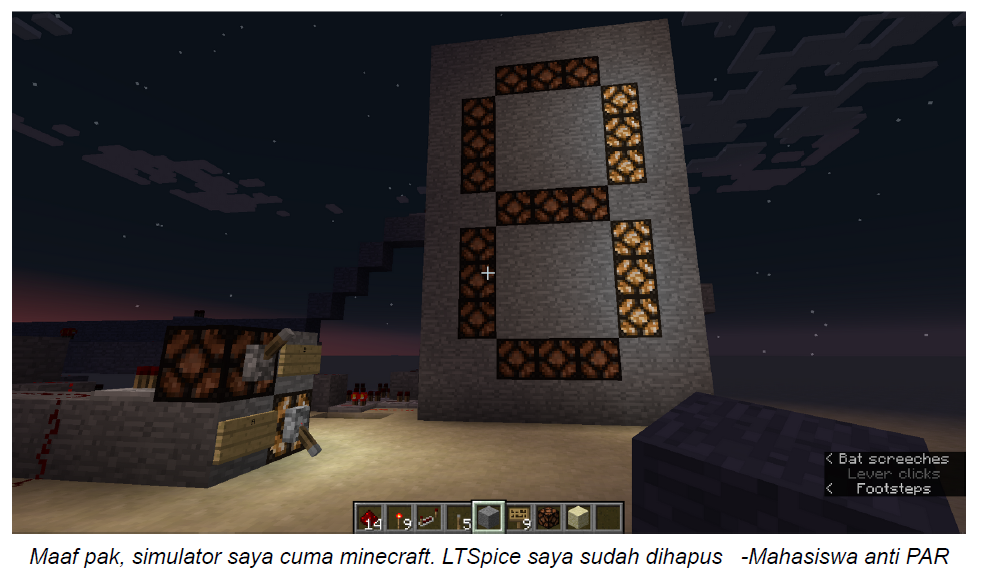 < Bat screeches
Lever clicks
< Footsteps
14
9
5
9
Maaf pak, simulator saya cuma minecraft. LTSpice saya sudah dihapus -Mahasiswa anti PAR